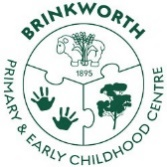 BRINKWORTH
1895
PRIMARY & EARLY CHILDHOOD CENTRE